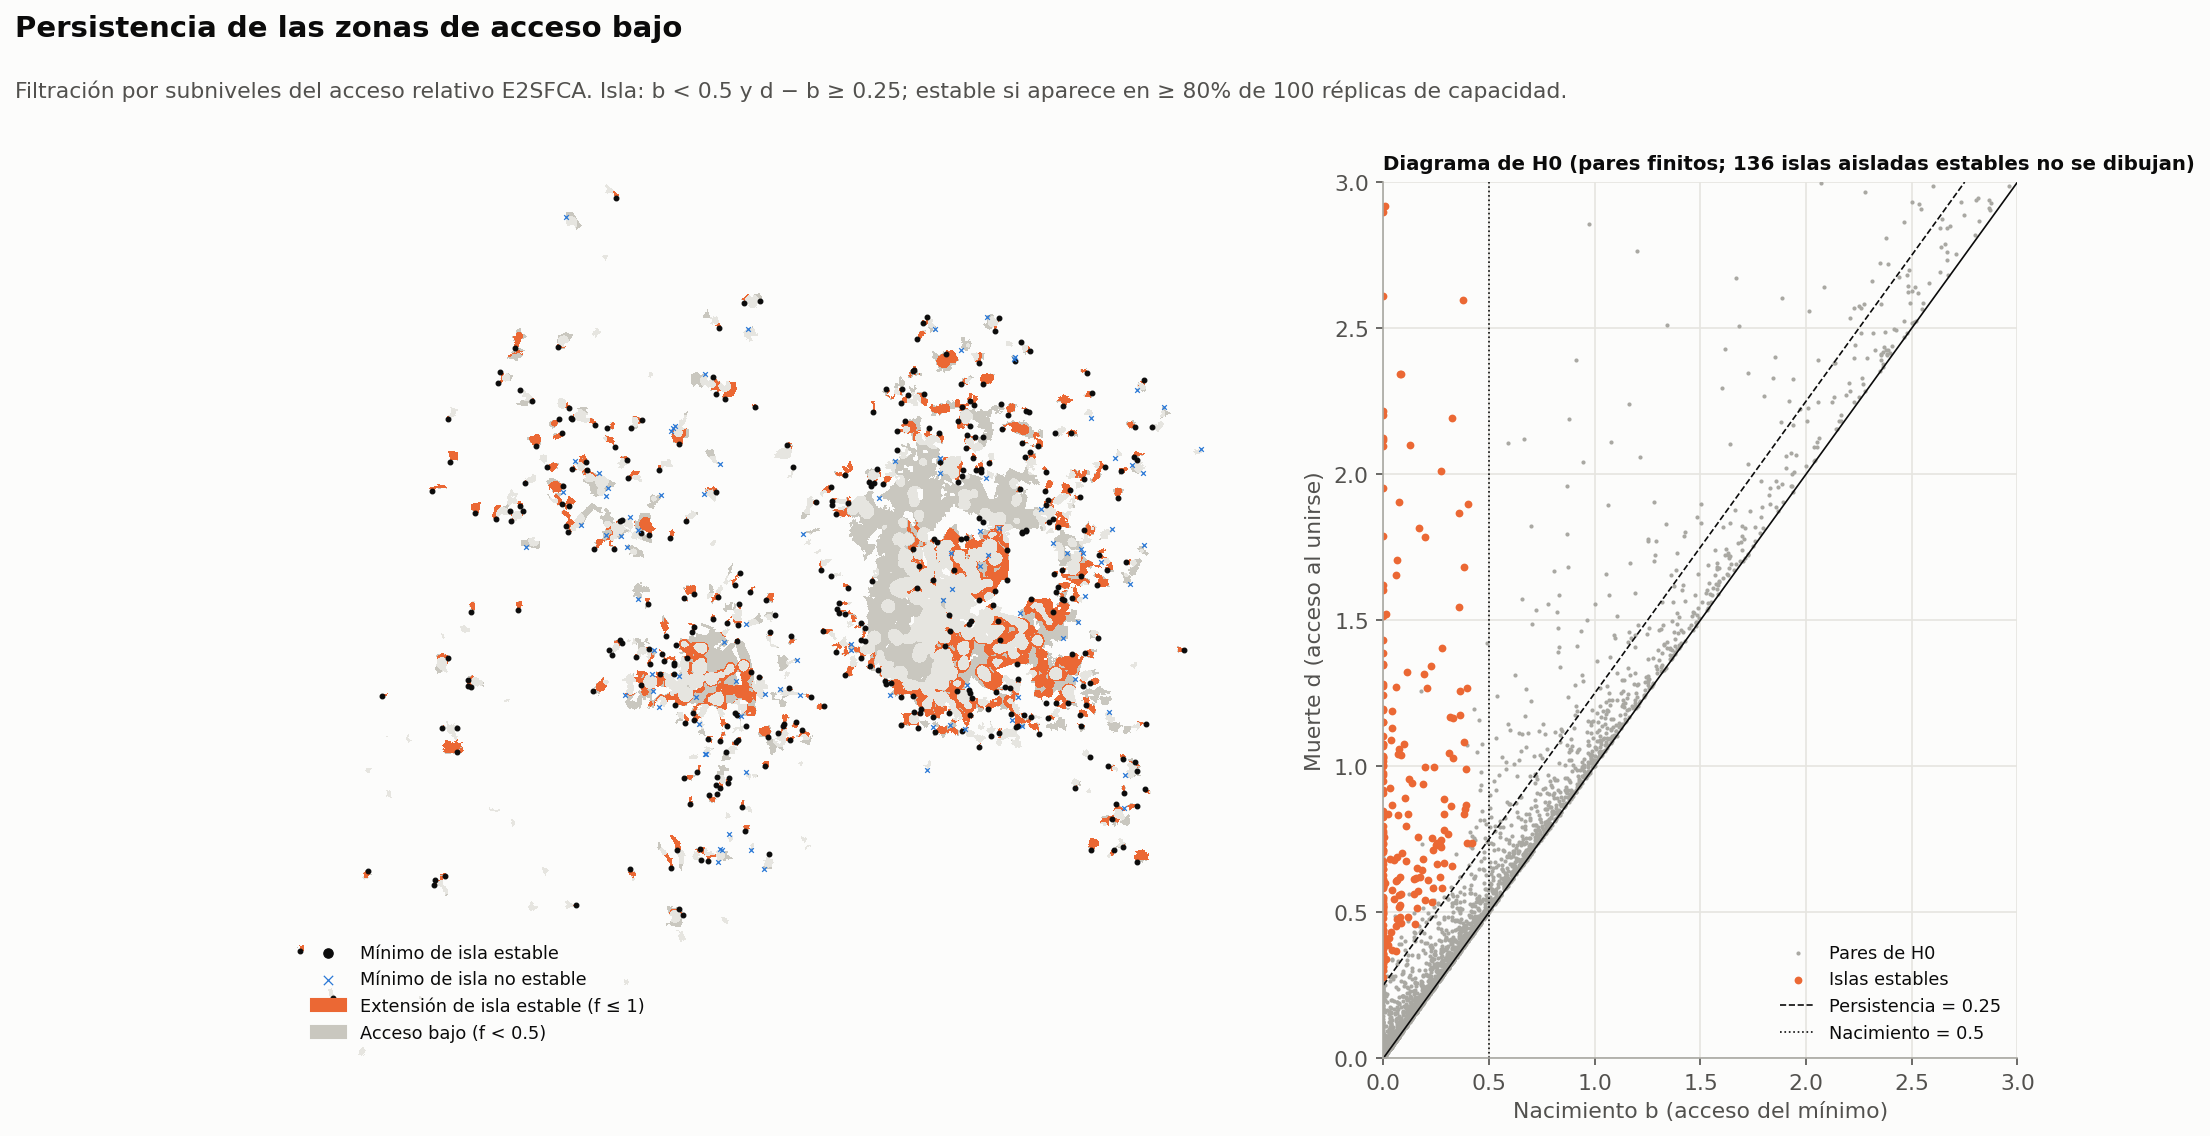 Persistencia de las zonas de acceso bajo
Filtración por subniveles del acceso relativo E2SFCA. Isla: b < 0.5 y d − b ≥ 0.25; estable si aparece en ≥ 80% de 100 réplicas de capacidad.
Mínimo de isla estable
Mínimo de isla no estable
Extensión de isla estable (f ≤ 1)
Acceso bajo (f < 0.5)
Diagrama de H0 (pares finitos; 136 islas aisladas estables no se dibujan)
Muerte d (acceso al unirse)
3.0
2.5
2.0
1.5
1.0
0.5
0.0
Pares de H0
Islas estables
Persistencia = 0.25
Nacimiento = 0.5
0.0 0.5 1.0 1.5 2.0 2.5 3.0
Nacimiento b (acceso del mínimo)